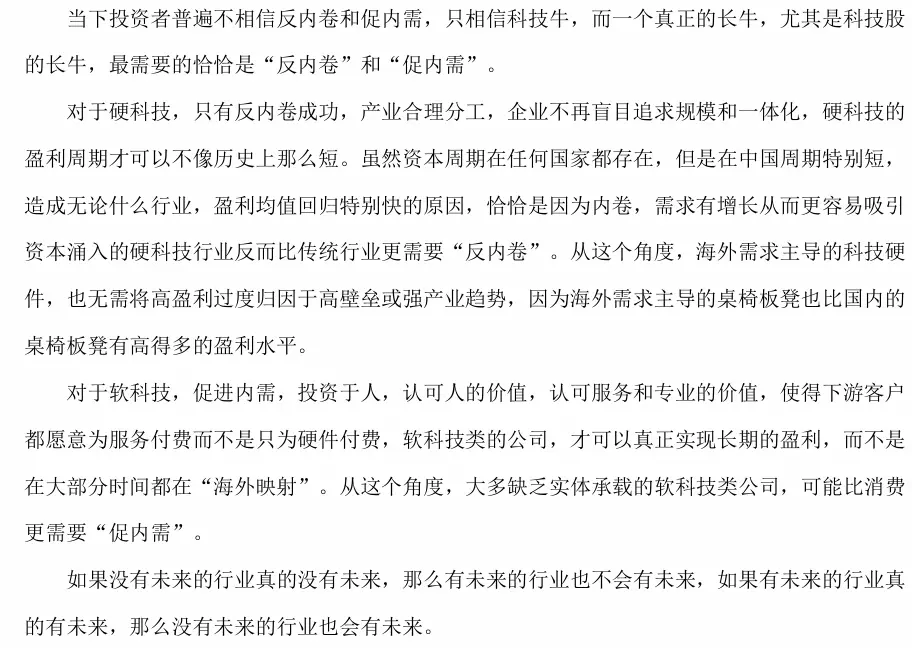 当下投资者普遍不相信反内卷和促内需，只相信科技牛，而一个真正的长牛，尤其是科技股
的长牛，最需要的恰恰是“反内卷”和“促内需”。
对于硬科技，只有反内卷成功，产业合理分工，企业不再盲目追求规模和一体化，硬科技的
盈利周期才可以不像历史上那么短。虽然资本周期在任何国家都存在，但是在中国周期特别短，
造成无论什么行业，盈利均值回归特别快的原因，恰恰是因为内卷，需求有增长从而更容易吸引
资本涌入的硬科技行业反而比传统行业更需要“反内卷”。从这个角度，海外需求主导的科技硬
件，也无需将高盈利过度归因于高壁垒或强产业趋势，因为海外需求主导的桌椅板凳也比国内的
桌椅板凳有高得多的盈利水平。
对于软科技，促进内需，投资于人，认可人的价值，认可服务和专业的价值，使得下游客户
都愿意为服务付费而不是只为硬件付费，软科技类的公司，才可以真正实现长期的盈利，而不是
在大部分时间都在“海外映射”。从这个角度，大多缺乏实体承载的软科技类公司，可能比消费
更需要“促内需”。
如果没有未来的行业真的没有未来，那么有未来的行业也不会有未来，如果有未来的行业真
的有未来，那么没有未来的行业也会有未来。